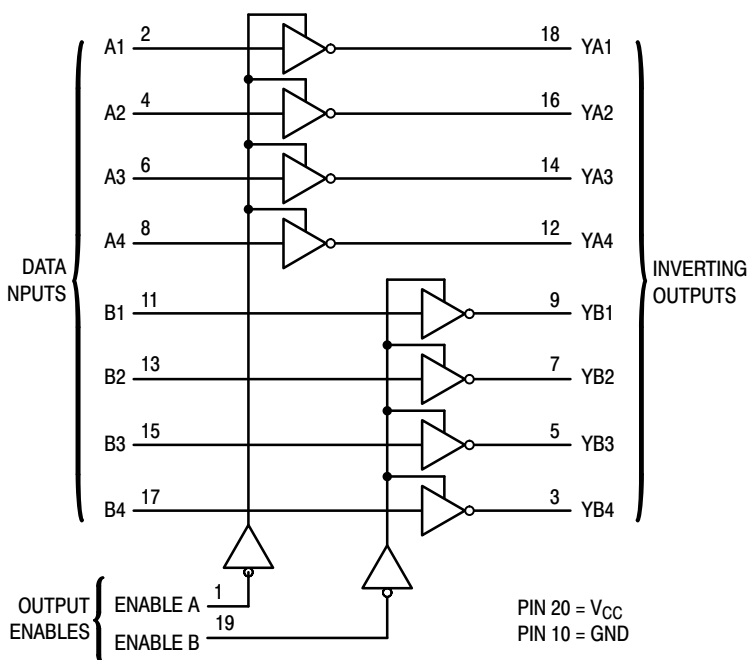 A1 2 18 YA1
A2 4 16 YA2
A3 6 14 YA3
A4 8 12 YA4
DATA
NPUTS
INVERTING
OUTPUTS
B1 11 9 YB1
B2 13 7 YB2
B3 15 5 YB3
B4 17 3 YB4
OUTPUT
ENABLES
ENABLE A 1
ENABLE B 19
PIN 20 = VCC
PIN 10 = GND